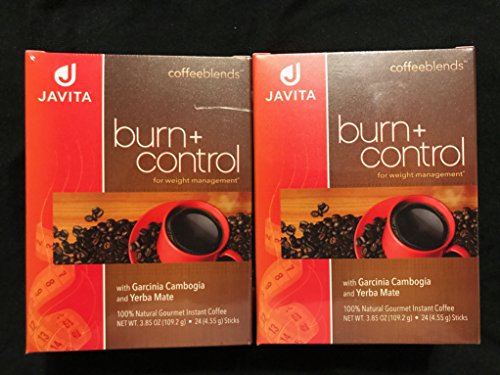 JAVITA
coffeeblends™
burn+
control
for weight management*
with Garcinia Cambogia
and Yerba Mate
100% Natural Gourmet Instant Coffee
NET WT. 3.85 OZ (109.2 g) • 24 (4.55 g) Sticks
JAVITA
coffeeblends™
burn+
control
for weight management*
with Garcinia Cambogia
and Yerba Mate
100% Natural Gourmet Instant Coffee
NET WT. 3.85 OZ (109.2 g) • 24 (4.55 g) Sticks